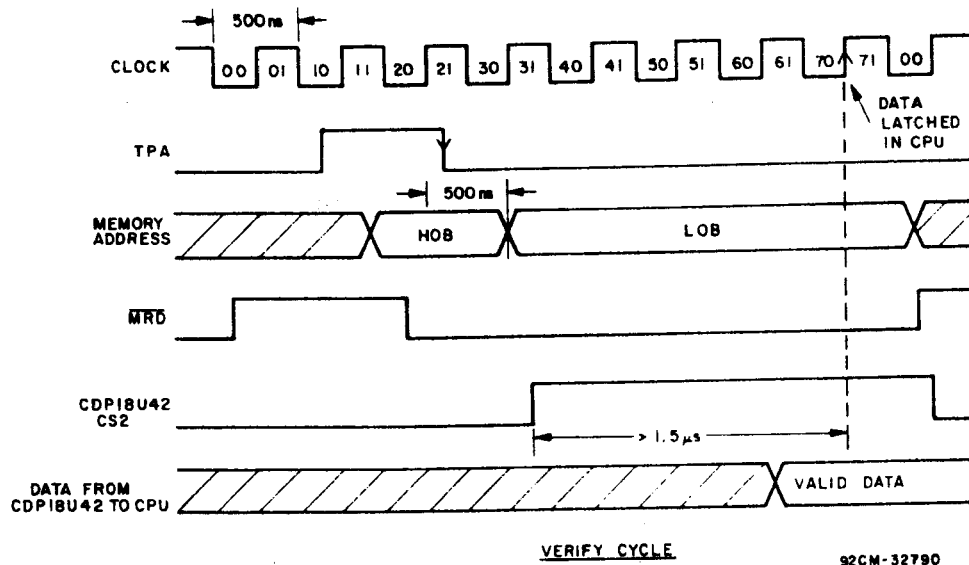 500 ns
CLOCK
00 01 10 11 20 21 30 31 40 41 50 51 60 61 70 71 00
DATA
LATCHED
IN CPU
TPA
500 ns
MEMORY
ADDRESS
HOB
LOB
MRD
CDP18U42
CS2
> 1.5 μs
DATA FROM
CDP18U42 TO CPU
VALID DATA
VERIFY CYCLE
92CM-32790